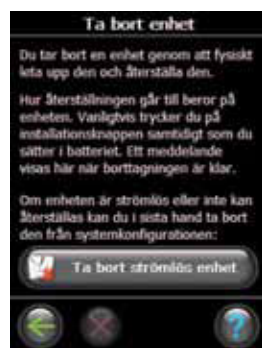 Ta bort enhet
Du tar bort en enhet genom att fysiskt
leta upp den och återställa den.
Hur återställningen går till beror på
enheten. Vanligtvis trycker du på
installationsknappen samtidigt som du
sätter i batteriet. Ett meddelande
visas här när borttagningen är klar.
Om enheten är strömlös eller inte kan
återställas kan du i sista hand ta bort
den från systemkonfigurationen:
Ta bort strömlös enhet
?